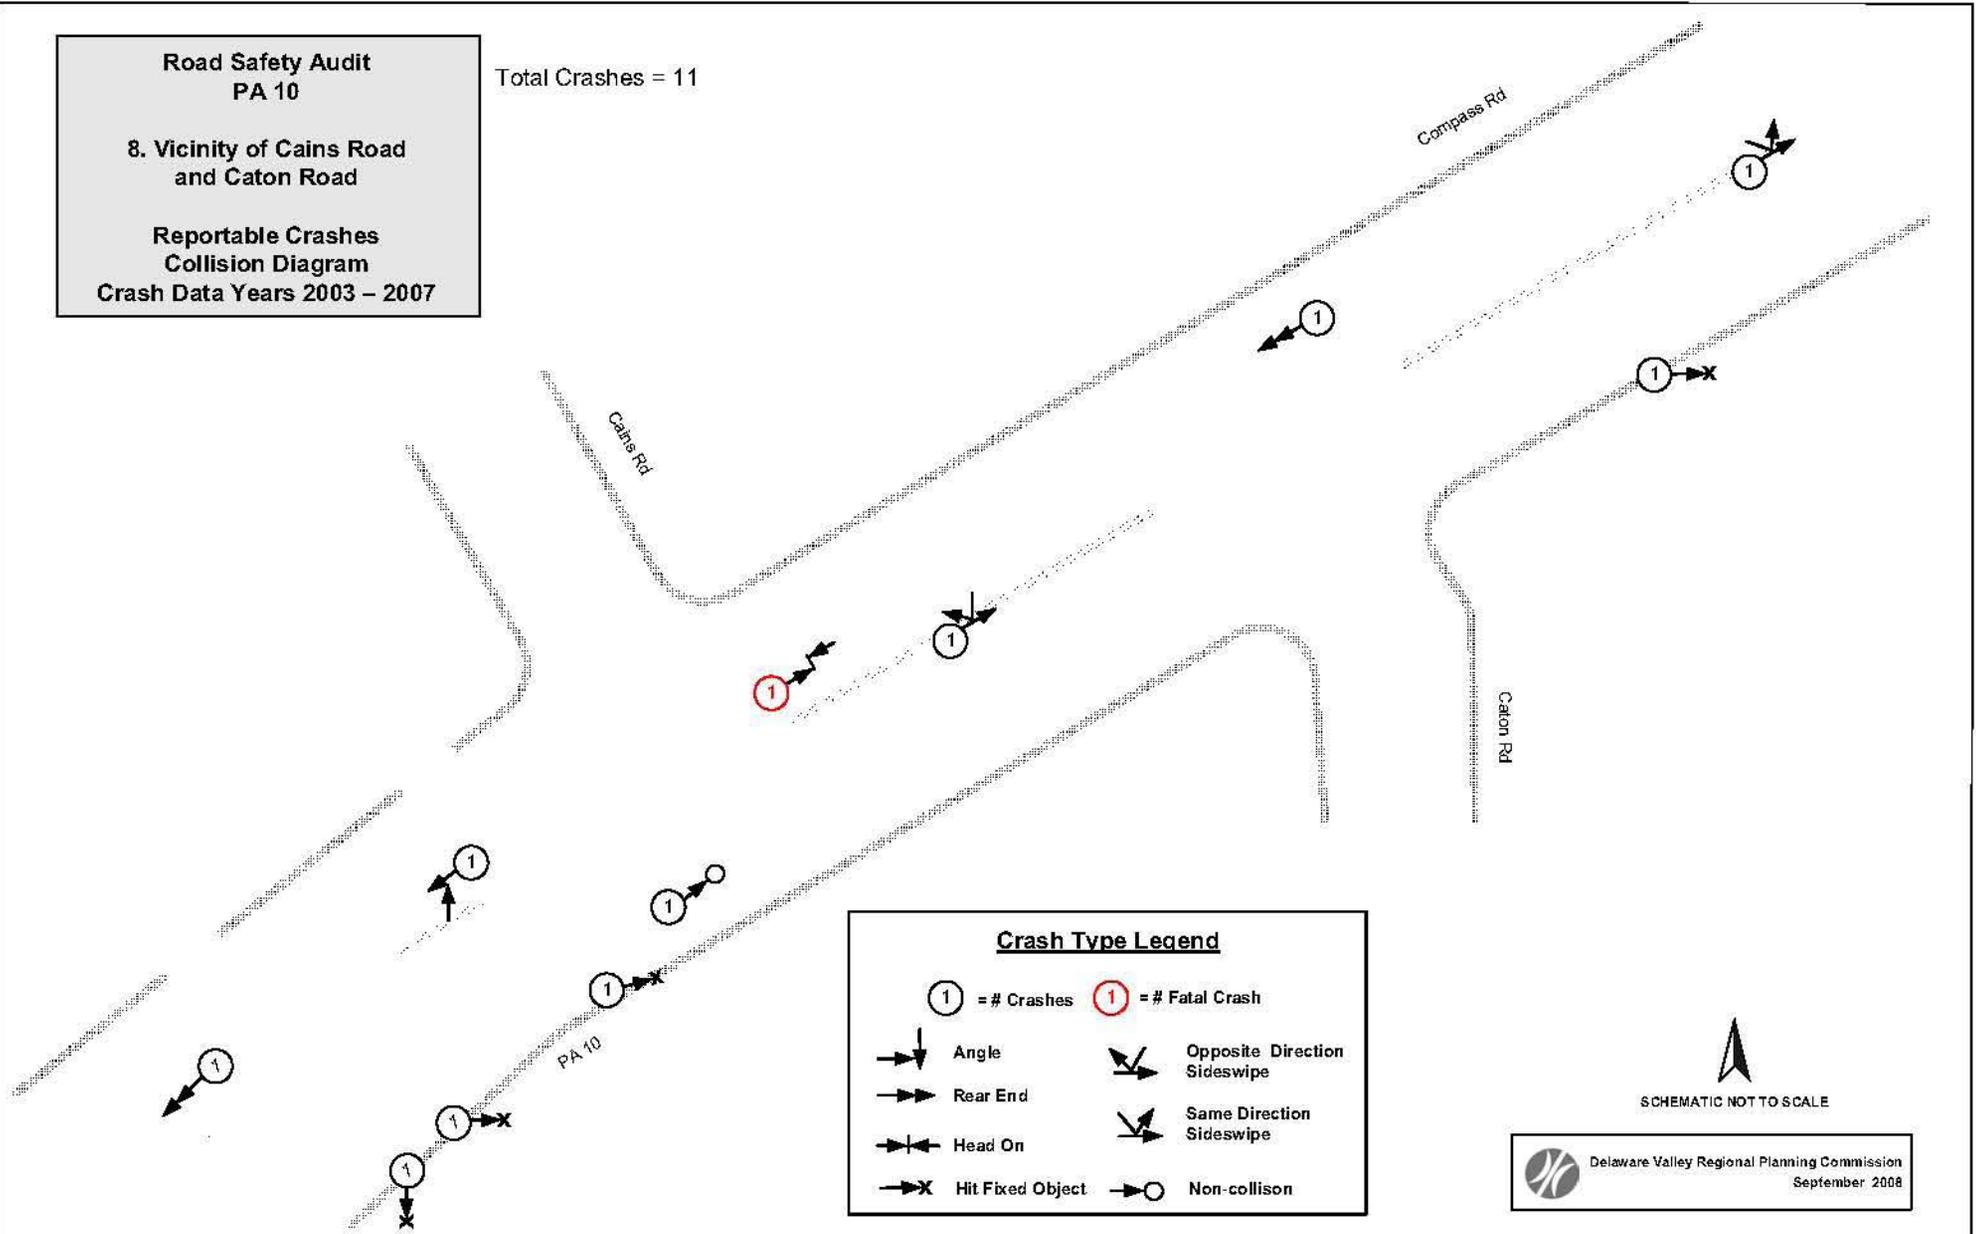 Road Safety Audit
PA 10
8. Vicinity of Cains Road
and Caton Road
Reportable Crashes
Collision Diagram
Crash Data Years 2003 – 2007
Total Crashes = 11
Compass Rd
1
1
1
Cains Rd
1
1
Caton Rd
1
1
1
PA 10
1
1
1
Crash Type Legend
1 = # Crashes
1 = # Fatal Crash
Angle
Opposite Direction
Sideswipe
Rear End
Same Direction
Sideswipe
Head On
Hit Fixed Object
Non-collison
SCHEMATIC NOT TO SCALE
Delaware Valley Regional Planning Commission
September 2008